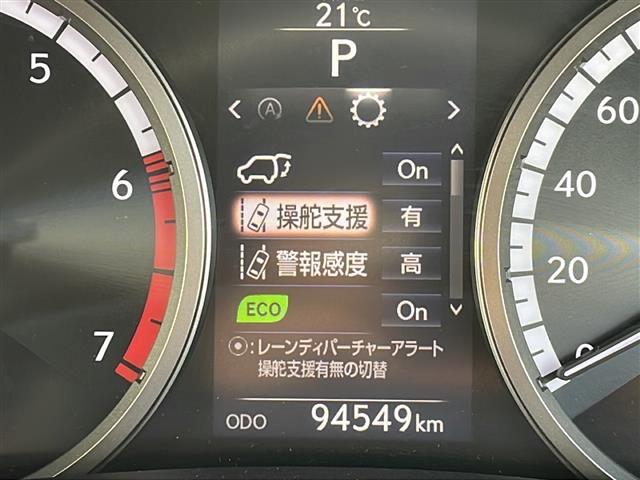 21℃
P
5
6
7
On
操舵支援 有
警報感度 高
ECO On
⦿:レーンディパーチャーアラート
操舵支援有無の切替
ODO 94549km
60
40
20
0